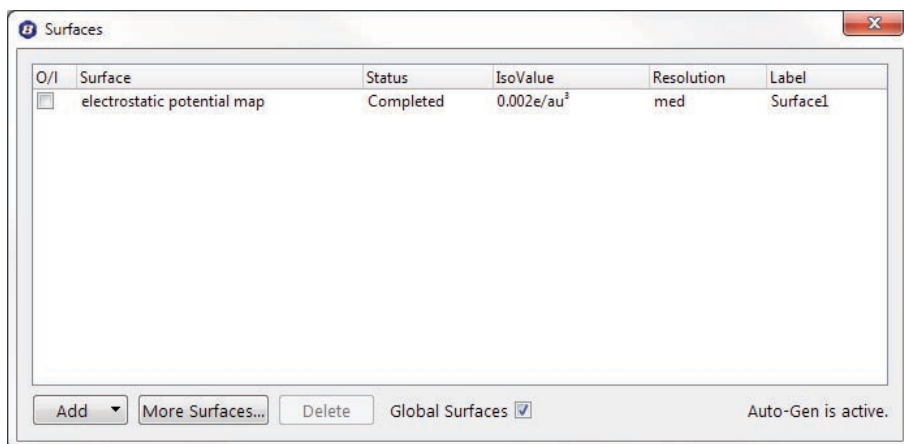 Surfaces
O/I Surface Status IsoValue Resolution Label
electrostatic potential map Completed 0.002e/au³ med Surface1
Add More Surfaces... Delete Global Surfaces Auto-Gen is active.